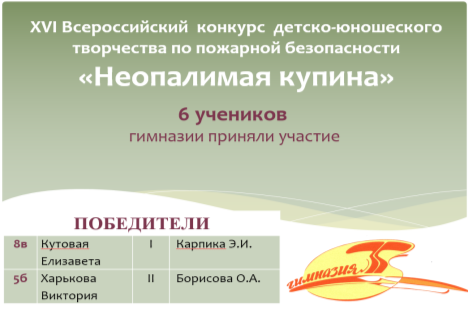 XVI Всероссийский конкурс детско-юношеского
творчества по пожарной безопасности
«Неопалимая купина»
6 учеников
гимназии приняли участие
ПОБЕДИТЕЛИ
8в Кутовая Елизавета I Карпика Э.И.
5б Харькова Виктория II Борисова О.А.
гимназия